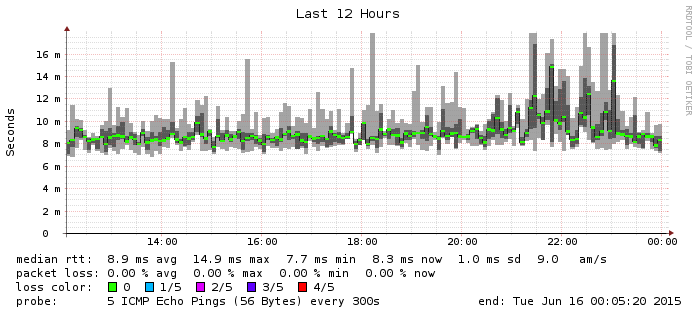 Last 12 Hours
RRDTOOL / TOBI OETIKER
Seconds
16 m
14 m
12 m
10 m
8 m
6 m
4 m
2 m
0
14:00 16:00 18:00 20:00 22:00 00:00
median rtt: 8.9 ms avg 14.9 ms max 7.7 ms min 8.3 ms now 1.0 ms sd 9.0 am/s
packet loss: 0.00 % avg 0.00 % max 0.00 % min 0.00 % now
loss color: 0 1/5 2/5 3/5 4/5
probe: 5 ICMP Echo Pings (56 Bytes) every 300s end: Tue Jun 16 00:05:20 2015